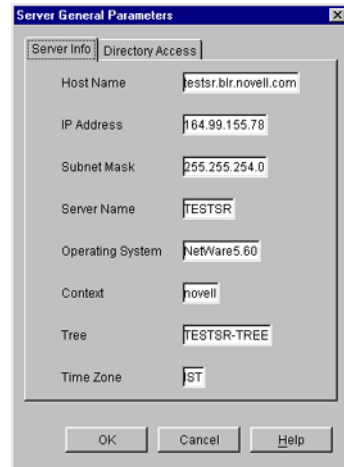 Server General Parameters
Server Info Directory Access
Host Name testsr.blr.novell.com
IP Address 164.99.155.78
Subnet Mask 255.255.254.0
Server Name TESTSR
Operating System NetWare5.60
Context novell
Tree TESTSR-TREE
Time Zone IST
OK Cancel Help